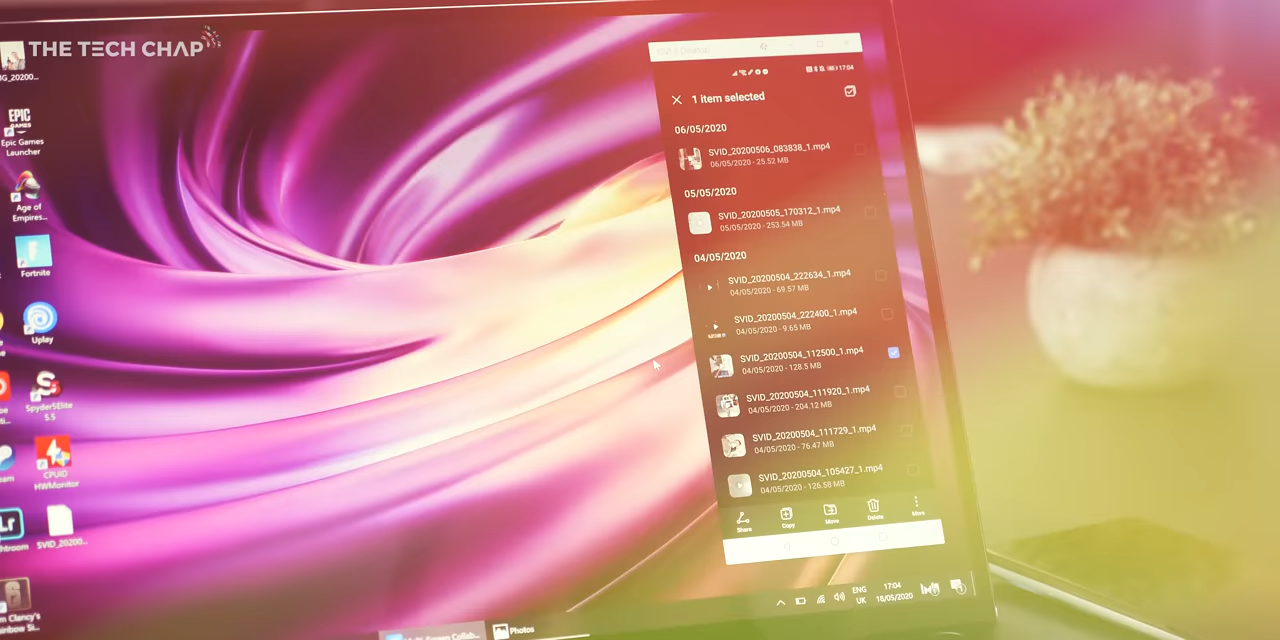 THE TECH CHAP
G_20200...
EPIC
GAMES
Epic Games
Launcher
Age of
Empires...
Fortnite
Uplay
Spyder5Elite
5.5
CPUID
HWMonitor
Lr
SVID_20200...
Photos
17:04
1 item selected
06/05/2020
SVID_20200506_083838_1.mp4
06/05/2020 - 25.52 MB
05/05/2020
SVID_20200505_170312_1.mp4
05/05/2020 - 253.54 MB
04/05/2020
SVID_20200504_222634_1.mp4
04/05/2020 - 69.57 MB
SVID_20200504_222400_1.mp4
04/05/2020 - 9.65 MB
SVID_20200504_112500_1.mp4
04/05/2020 - 128.5 MB
SVID_20200504_111920_1.mp4
04/05/2020 - 204.12 MB
SVID_20200504_111729_1.mp4
04/05/2020 - 76.47 MB
SVID_20200504_105427_1.mp4
04/05/2020 - 126.58 MB
Share Copy Move Delete More
ENG
UK
17:04
18/05/2020